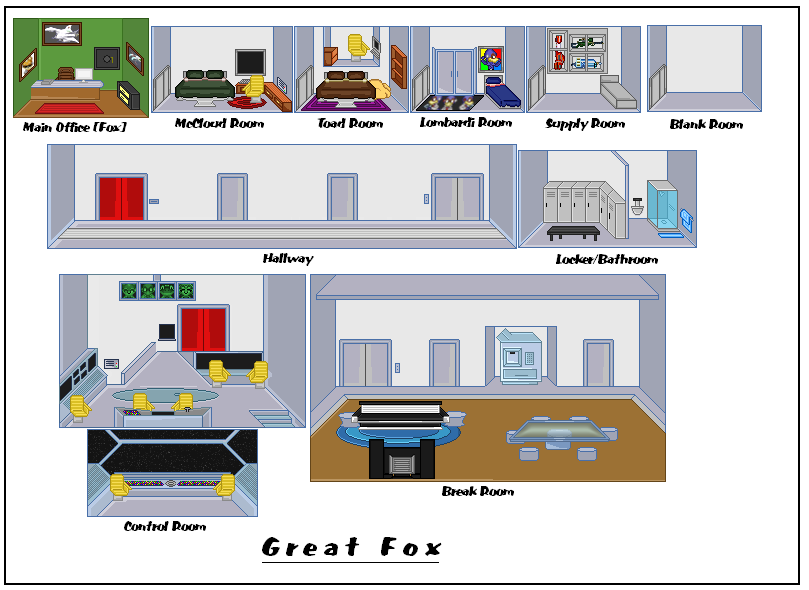 Main Office [Fox]
McCloud Room
Toad Room
Lombardi Room
Supply Room
Blank Room
Hallway
Locker/Bathroom
Break Room
Control Room
Great Fox